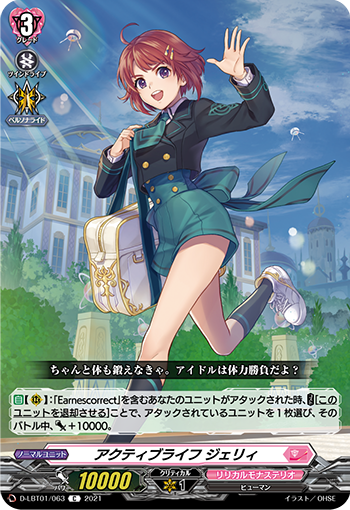 3
グレード
ツインドライブ
ペルソナライド
ちゃんと体も鍛えなきゃ。アイドルは体力勝負だよ？
【 】：「Earnescorrect」を含むあなたのユニットがアタックされた時、[この
ユニットを退却させる]ことで、アタックされているユニットを1枚選び、その
バトル中、+10000。
ノーマルユニット
アクティブライフ ジェリィ
パワー 10000 クリティカル 1
リリカルモナステリオ
ヒューマン
D-LBT01/063 C 2021
イラスト／OHSE